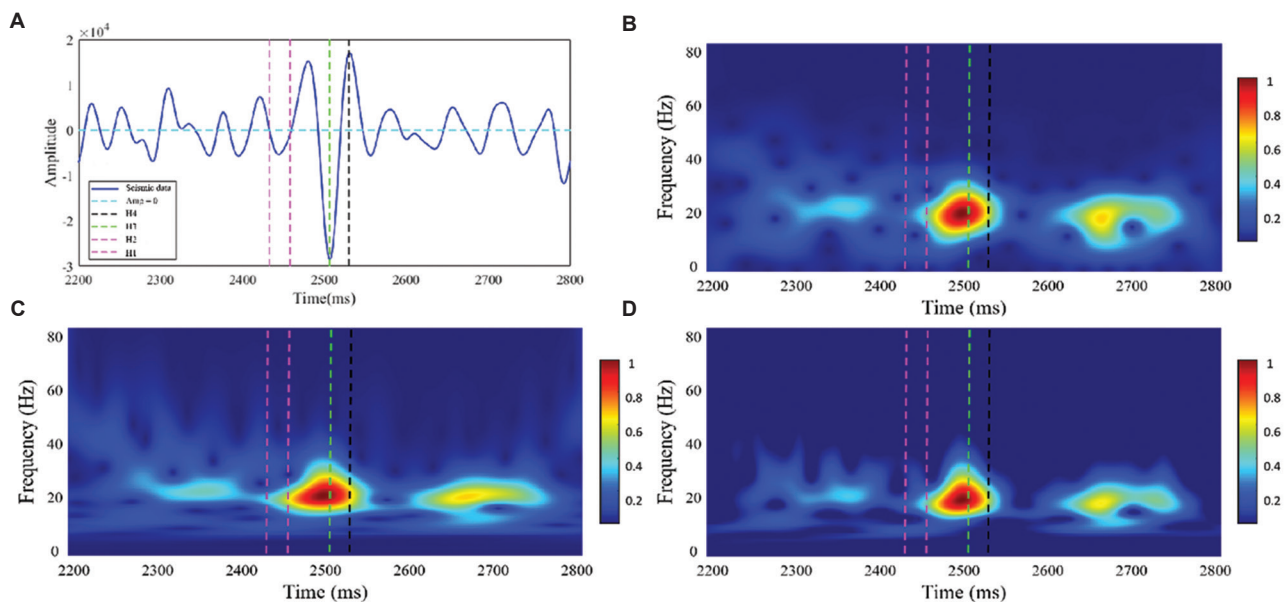 A
×10⁴
2
1
0
-1
-2
-3
Amplitude
Seismic data
Amp = 0
H4
H3
H2
H1
2200 2300 2400 2500 2600 2700 2800
Time(ms)
B
80
60
40
20
0
Frequency (Hz)
2200 2300 2400 2500 2600 2700 2800
Time (ms)
1
0.8
0.6
0.4
0.2
C
80
60
40
20
0
Frequency (Hz)
2200 2300 2400 2500 2600 2700 2800
Time (ms)
1
0.8
0.6
0.4
0.2
D
80
60
40
20
0
Frequency (Hz)
2200 2300 2400 2500 2600 2700 2800
Time (ms)
1
0.8
0.6
0.4
0.2